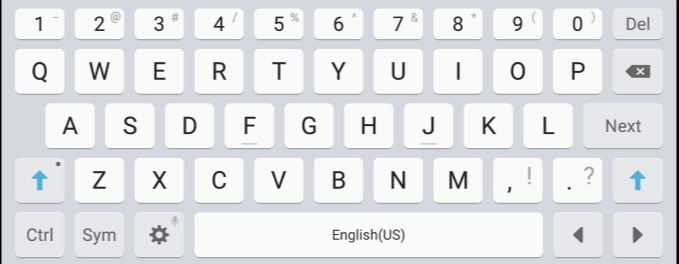 1 - 2 @ 3 # 4 / 5 % 6 ^ 7 & 8 * 9 ( 0 ) Del
Q W E R T Y U I O P
A S D F G H J K L Next
Z X C V B N M , ! . ?
Ctrl Sym English(US)